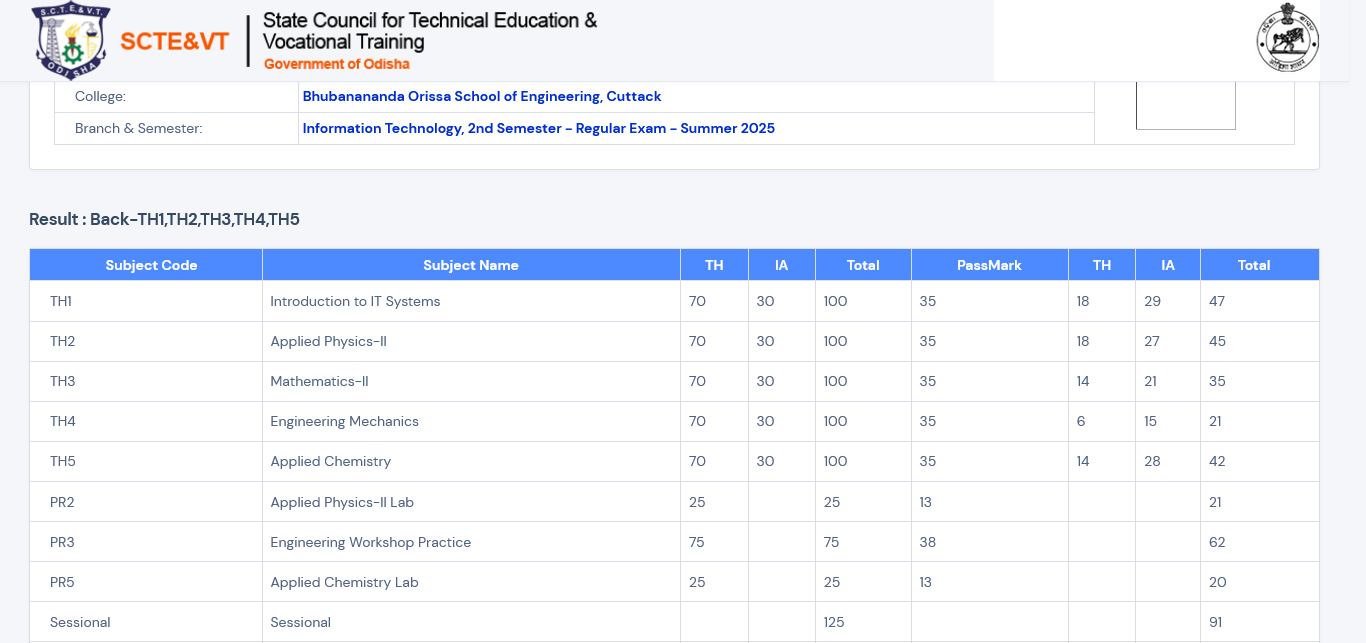 S.C.T.E.&V.T.
ODISHA
SCTE&VT
State Council for Technical Education &
Vocational Training
Government of Odisha
College: Bhubanananda Orissa School of Engineering, Cuttack
Branch & Semester: Information Technology, 2nd Semester - Regular Exam - Summer 2025
Result : Back-TH1,TH2,TH3,TH4,TH5
Subject Code Subject Name TH IA Total PassMark TH IA Total
TH1 Introduction to IT Systems 70 30 100 35 18 29 47
TH2 Applied Physics-II 70 30 100 35 18 27 45
TH3 Mathematics-II 70 30 100 35 14 21 35
TH4 Engineering Mechanics 70 30 100 35 6 15 21
TH5 Applied Chemistry 70 30 100 35 14 28 42
PR2 Applied Physics-II Lab 25 25 13 21
PR3 Engineering Workshop Practice 75 75 38 62
PR5 Applied Chemistry Lab 25 25 13 20
Sessional Sessional 125 91